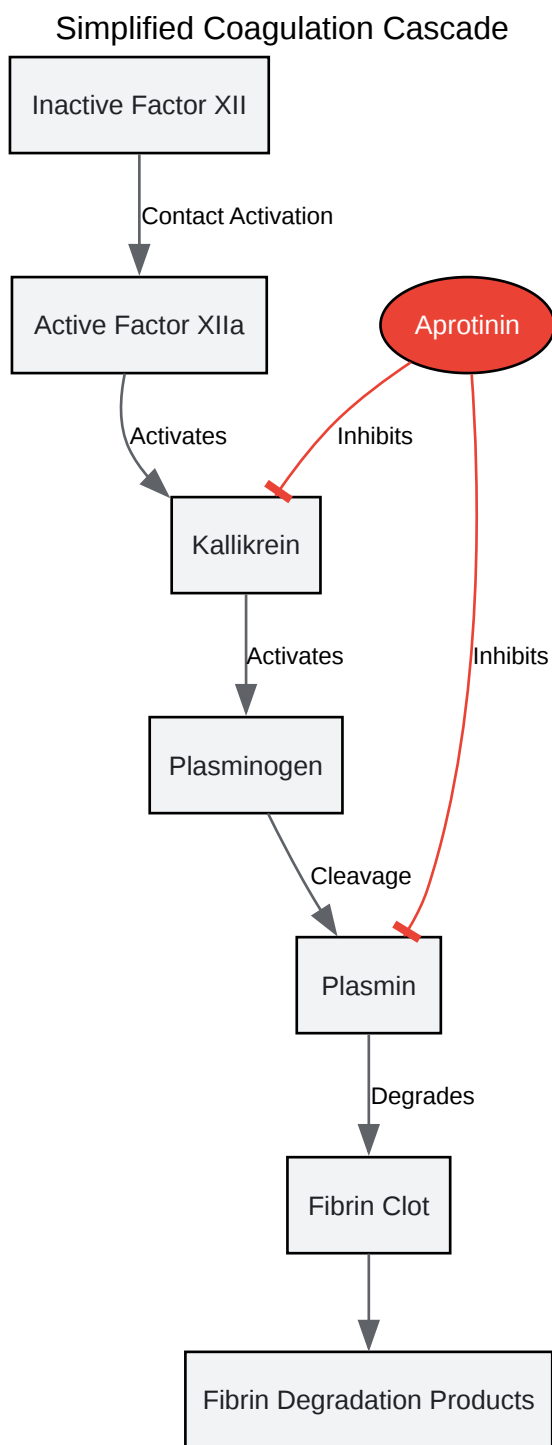 Simplified Coagulation Cascade
Inactive Factor XII
Contact Activation
Active Factor XIIa
Aprotinin
Activates
Inhibits
Kallikrein
Activates
Inhibits
Plasminogen
Cleavage
Plasmin
Degrades
Fibrin Clot
Fibrin Degradation Products